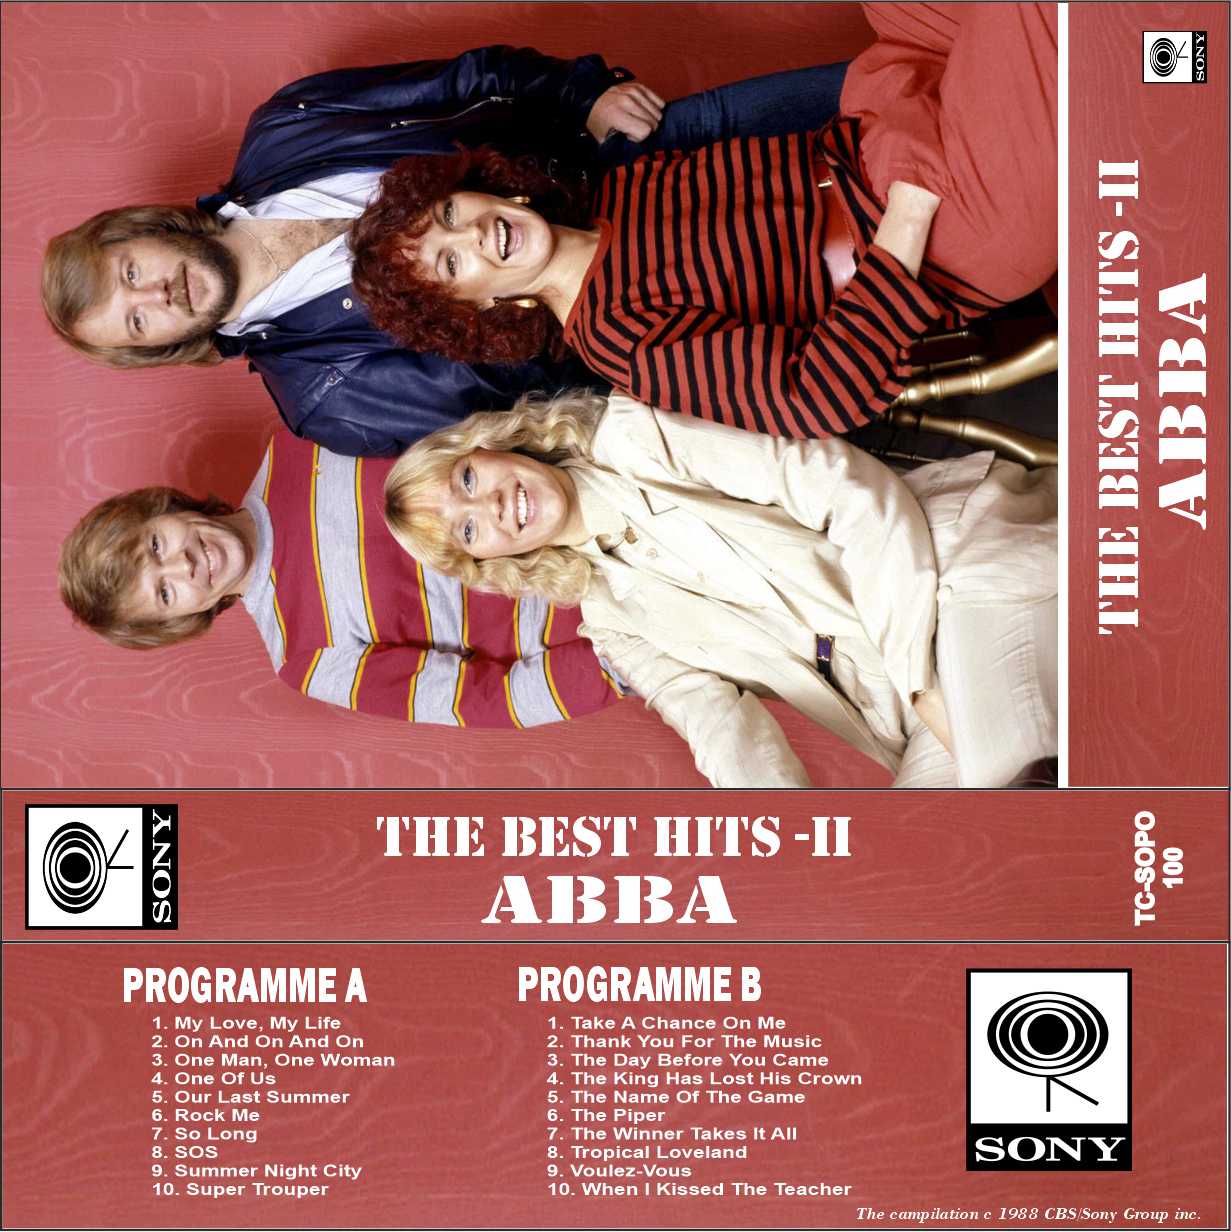 SONY
THE BEST HITS -II
ABBA
SONY
THE BEST HITS -II
ABBA
TC-SOPO
100
PROGRAMME A
1. My Love, My Life
2. On And On And On
3. One Man, One Woman
4. One Of Us
5. Our Last Summer
6. Rock Me
7. So Long
8. SOS
9. Summer Night City
10. Super Trouper
PROGRAMME B
1. Take A Chance On Me
2. Thank You For The Music
3. The Day Before You Came
4. The King Has Lost His Crown
5. The Name Of The Game
6. The Piper
7. The Winner Takes It All
8. Tropical Loveland
9. Voulez-Vous
10. When I Kissed The Teacher
SONY
The campilation c 1988 CBS/Sony Group inc.